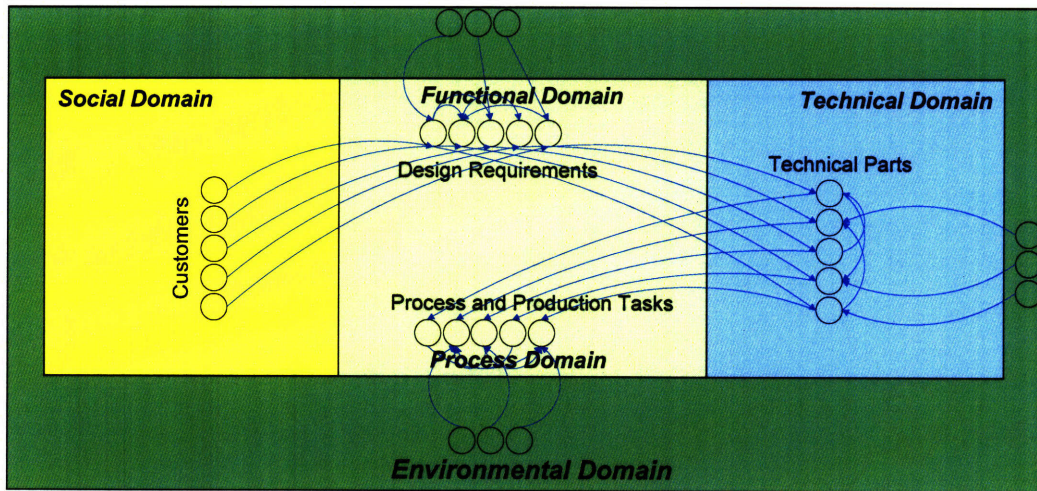 Social Domain
Functional Domain
Technical Domain
Design Requirements
Technical Parts
Customers
Process and Production Tasks
Process Domain
Environmental Domain